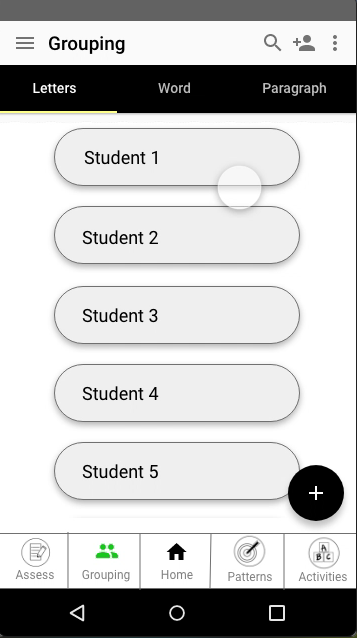 Grouping
Letters Word Paragraph
Student 1
Student 2
Student 3
Student 4
Student 5
A
B C
Assess Grouping Home Patterns Activities